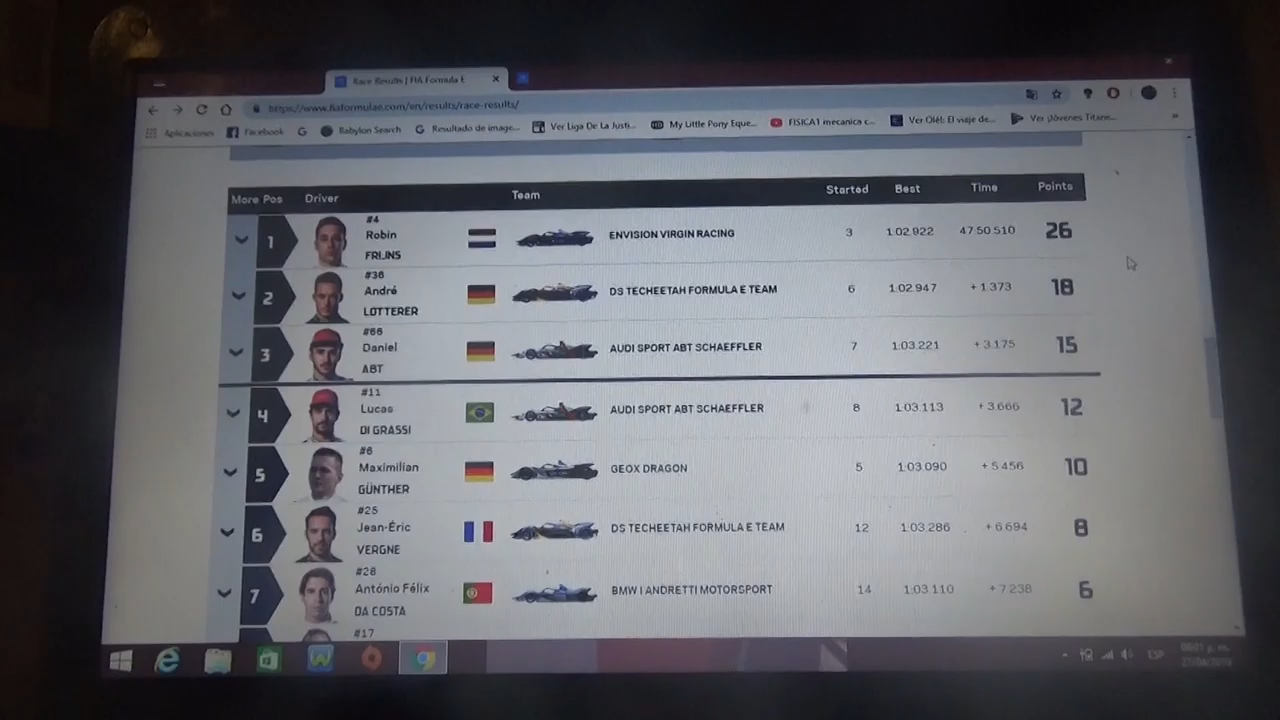 Race Results | FIA Formula E
https://www.fiaformulae.com/en/results/race-results/
Aplicaciones Facebook Babylon Search Resultado de image... Ver Liga De La Justi... My Little Pony Eque... FISICA1 mecanica c... Ver Olé!: El viaje de... Ver ¡Jóvenes Titane...
More Pos Driver Team Started Best Time Points
#4
1 Robin ENVISION VIRGIN RACING 3 1:02.922 47:50.510 26
FRIJNS
#36
2 André DS TECHEETAH FORMULA E TEAM 6 1:02.947 + 1.373 18
LOTTERER
#66
3 Daniel AUDI SPORT ABT SCHAEFFLER 7 1:03.221 + 3.175 15
ABT
#11
4 Lucas AUDI SPORT ABT SCHAEFFLER 8 1:03.113 + 3.666 12
DI GRASSI
#6
5 Maximilian GEOX DRAGON 5 1:03.090 + 5.456 10
GÜNTHER
#25
6 Jean-Éric DS TECHEETAH FORMULA E TEAM 12 1:03.286 + 6.694 8
VERGNE
#28
7 António Félix BMW I ANDRETTI MOTORSPORT 14 1:03.110 + 7.238 6
DA COSTA
#17
ESP